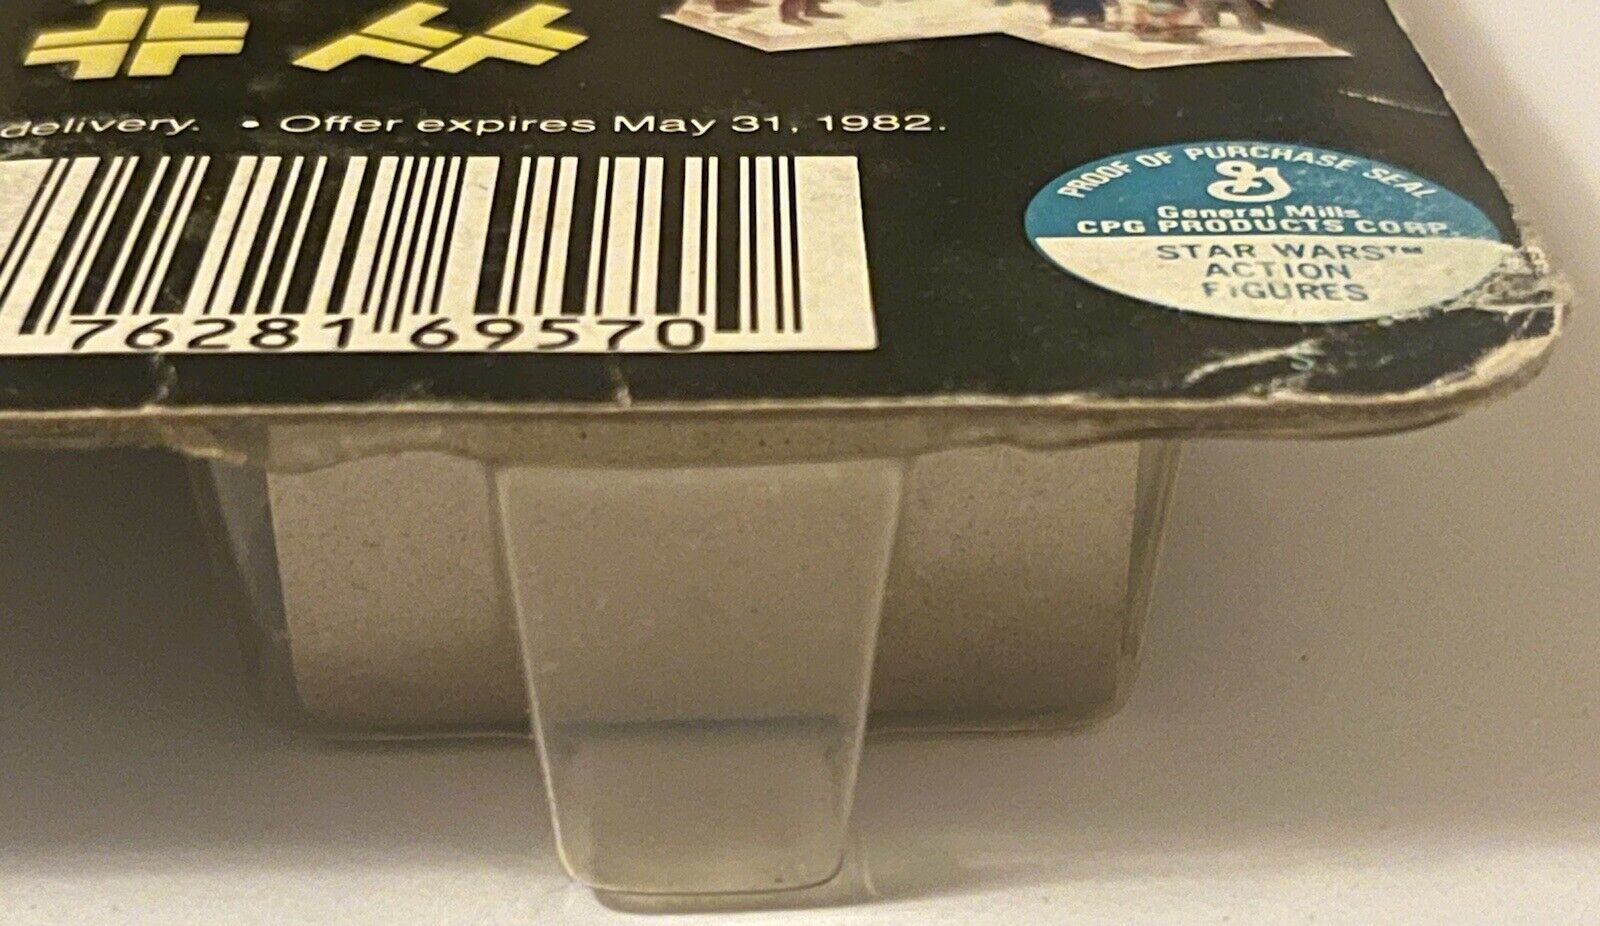 delivery. • Offer expires May 31, 1982.
76281 69570
PROOF OF PURCHASE SEAL
General Mills
CPG PRODUCTS CORP.
STAR WARS™
ACTION
FIGURES